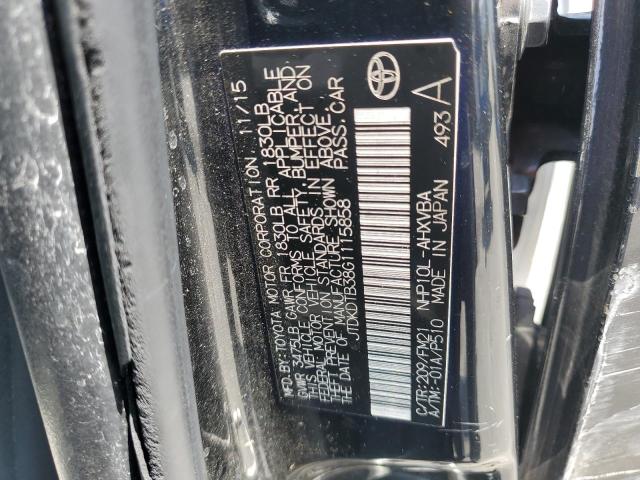 MFD.BY: TOYOTA MOTOR CORPORATION 11/15
GVWR 3475LB GAWR FR 1830LB RR 1830LB
THIS VEHICLE CONFORMS TO ALL APPLICABLE
FEDERAL MOTOR VEHICLE SAFETY, BUMPER, AND
THEFT PREVENTION STANDARDS IN EFFECT ON
THE DATE OF MANUFACTURE SHOWN ABOVE.
JTDKDTB38G1115858 PASS.CAR
C/TR:209/FM21 NHP10L-AHXVBA
A/TM:-01A/P510 MADE IN JAPAN 493 A